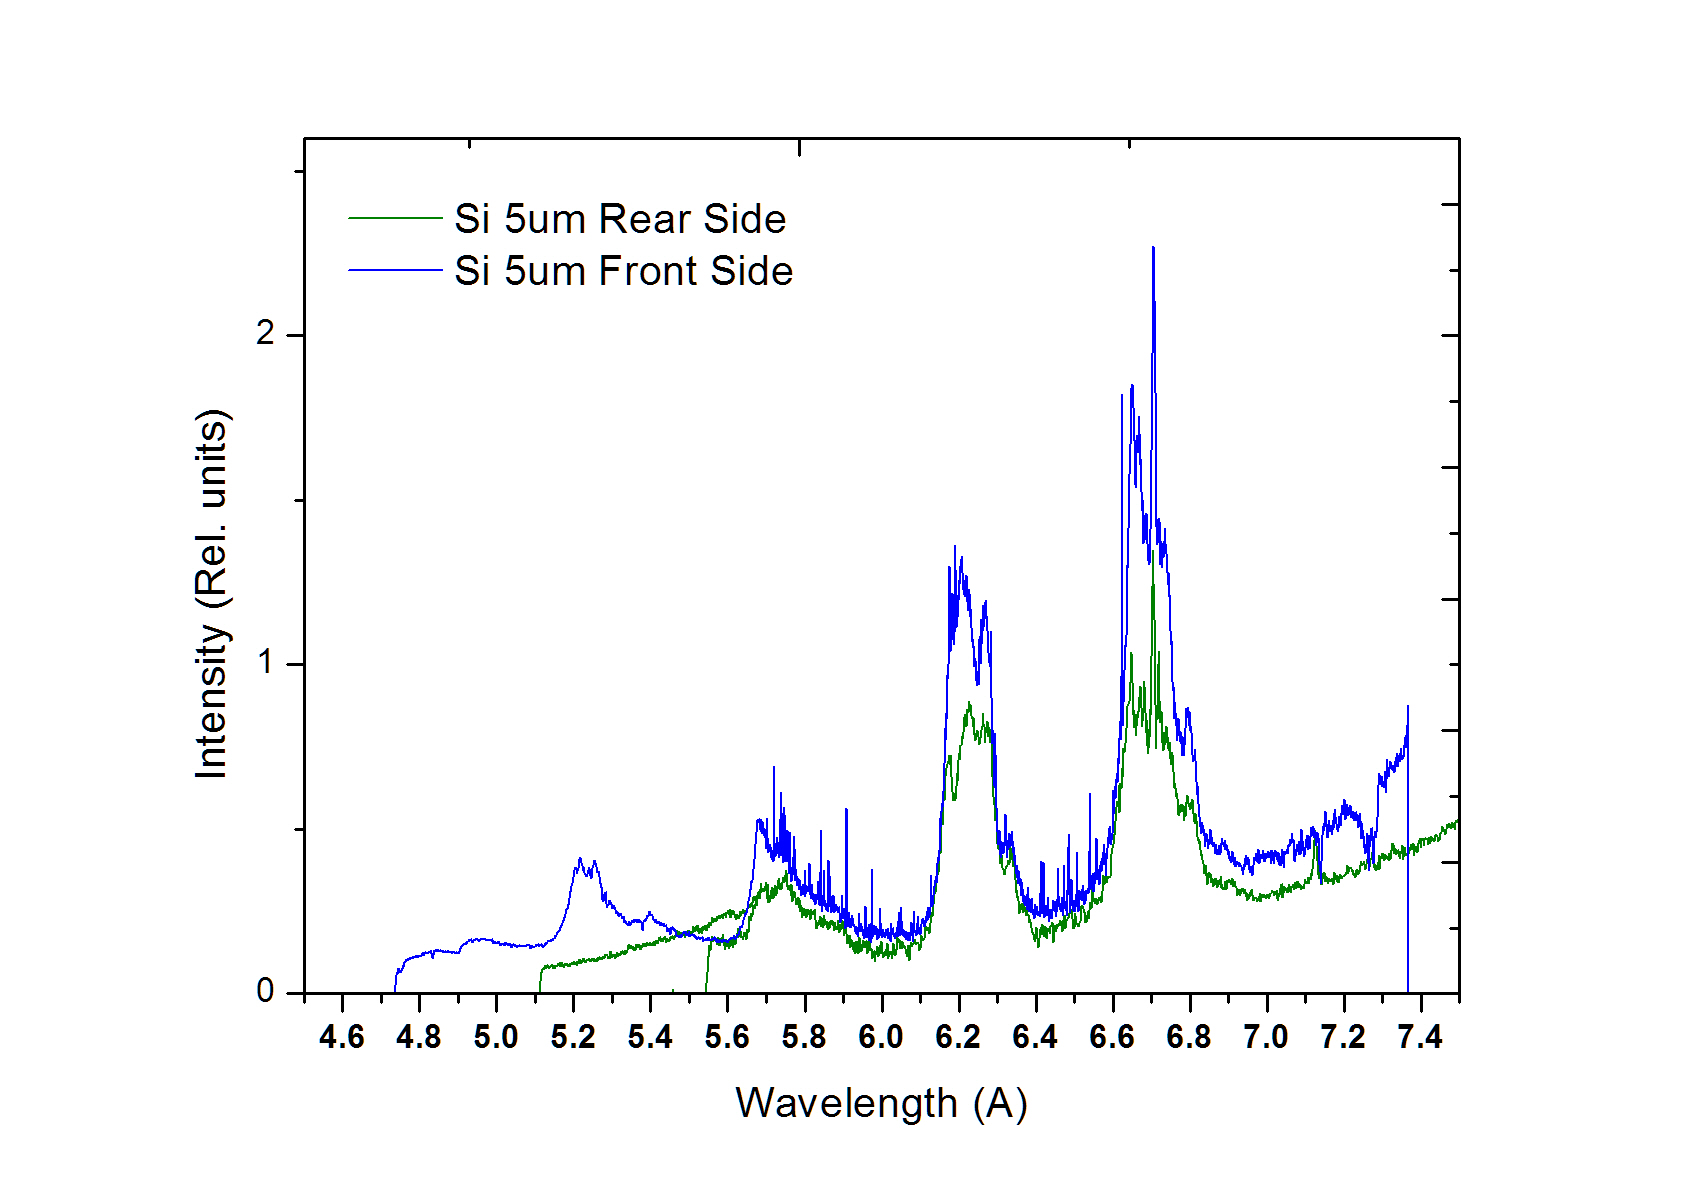 Si 5um Rear Side
Si 5um Front Side
2
1
0
Intensity (Rel. units)
4.6 4.8 5.0 5.2 5.4 5.6 5.8 6.0 6.2 6.4 6.6 6.8 7.0 7.2 7.4
Wavelength (A)